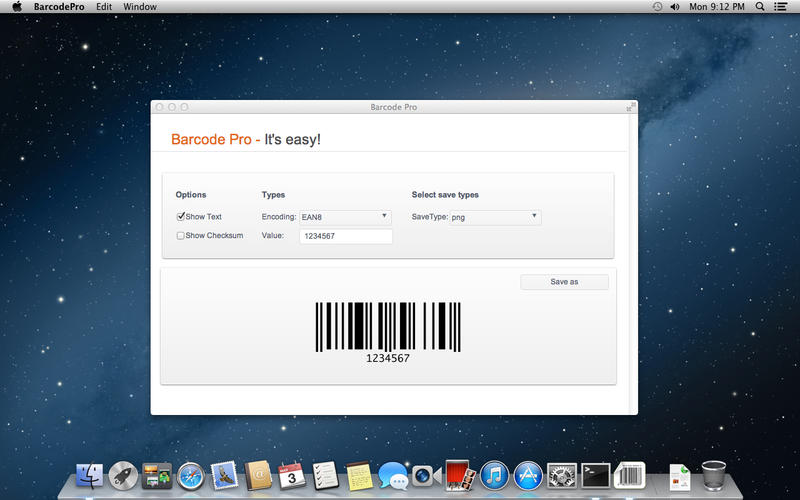 BarcodePro Edit Window Mon 9:12 PM
Barcode Pro
Barcode Pro - It's easy!
Options Types Select save types
Show Text Encoding: EAN8 SaveType: png
Show Checksum Value: 1234567
Save as
1234567
3